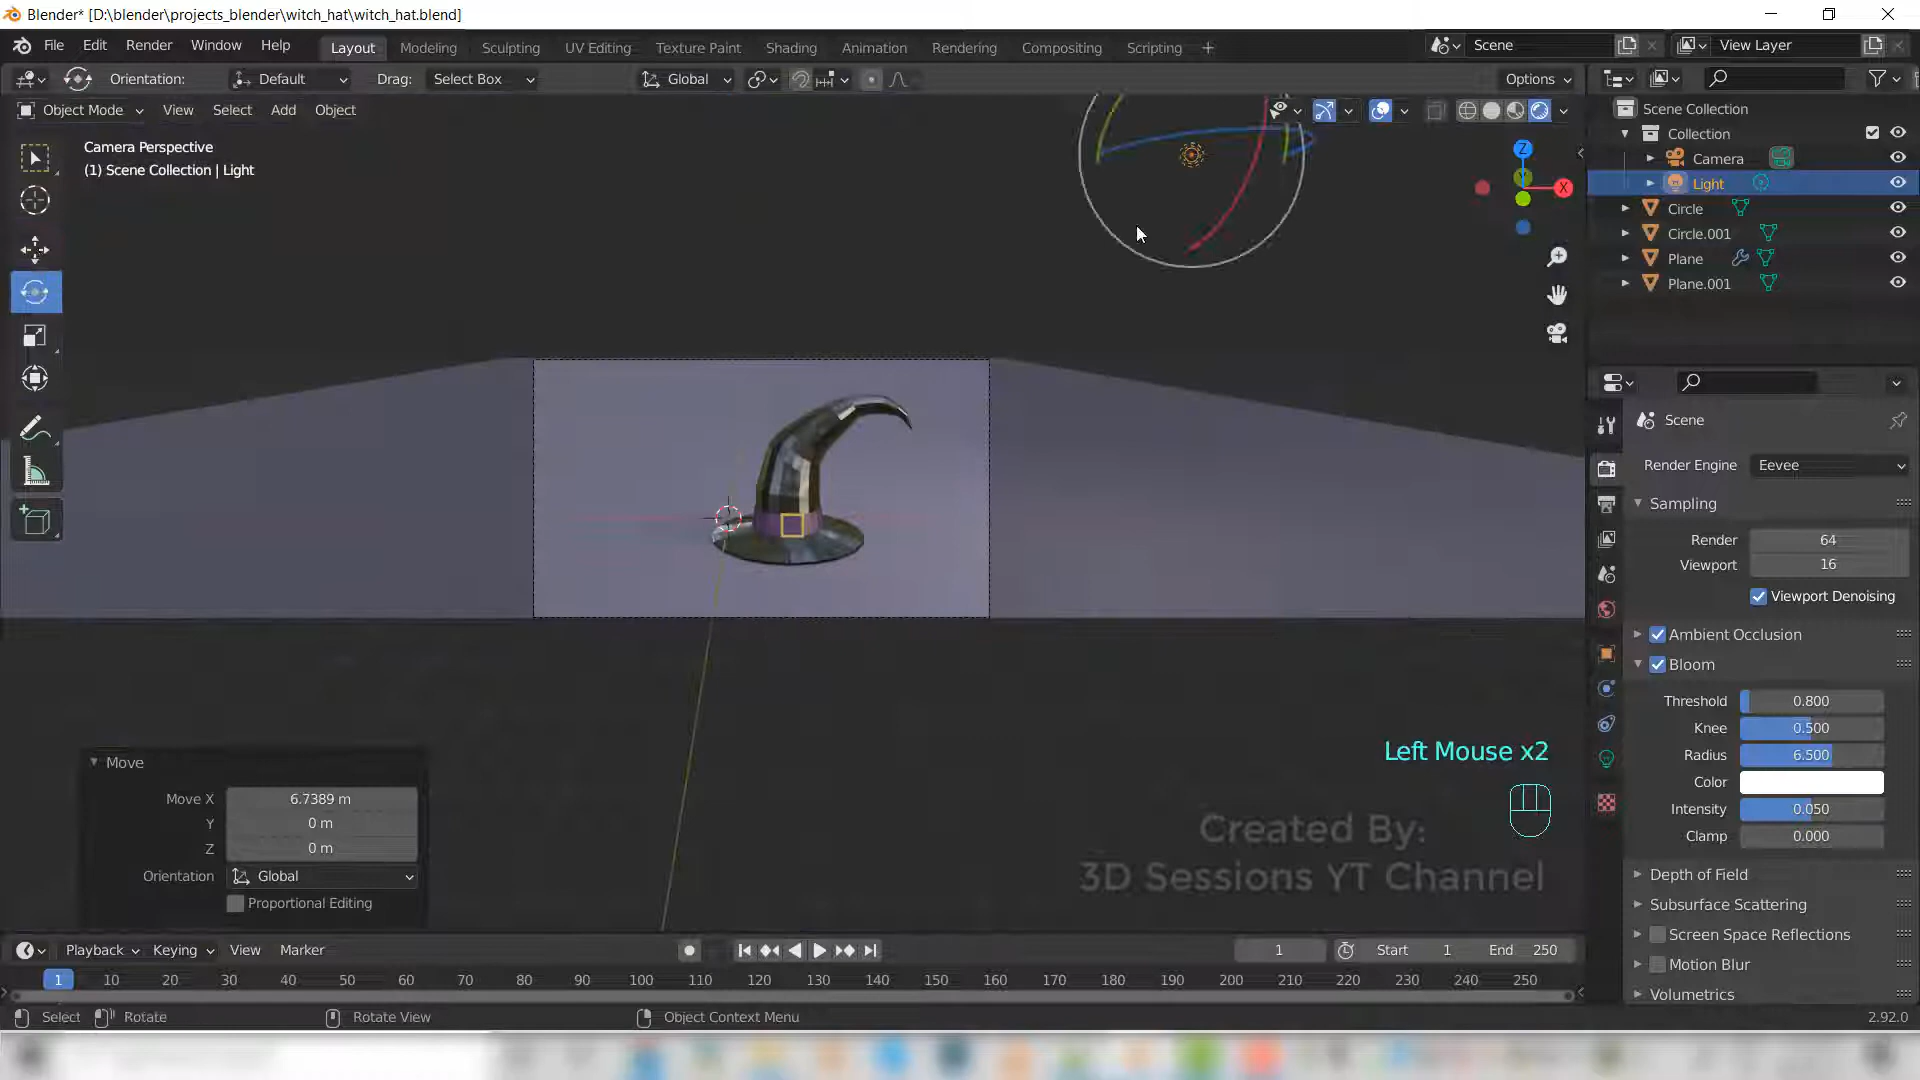 Blender* [D:\blender\projects_blender\witch_hat\witch_hat.blend]
File Edit Render Window Help Layout Modeling Sculpting UV Editing Texture Paint Shading Animation Rendering Compositing Scripting + Scene View Layer
Orientation: Default Drag: Select Box Global Options
Object Mode View Select Add Object
Camera Perspective
(1) Scene Collection | Light
Z
Y
X
Scene Collection
Collection
Camera
Light
Circle
Circle.001
Plane
Plane.001
Scene
Render Engine Eevee
Sampling
Render 64
Viewport 16
Viewport Denoising
Ambient Occlusion
Bloom
Threshold 0.800
Knee 0.500
Radius 6.500
Color
Intensity 0.050
Clamp 0.000
Depth of Field
Subsurface Scattering
Screen Space Reflections
Motion Blur
Volumetrics
Move
Move X 6.7389 m
Y 0 m
Z 0 m
Orientation Global
Proportional Editing
Left Mouse x2
Created By:
3D Sessions YT Channel
Playback Keying View Marker 1 Start 1 End 250
1 10 20 30 40 50 60 70 80 90 100 110 120 130 140 150 160 170 180 190 200 210 220 230 240 250
Select Rotate Rotate View Object Context Menu 2.92.0